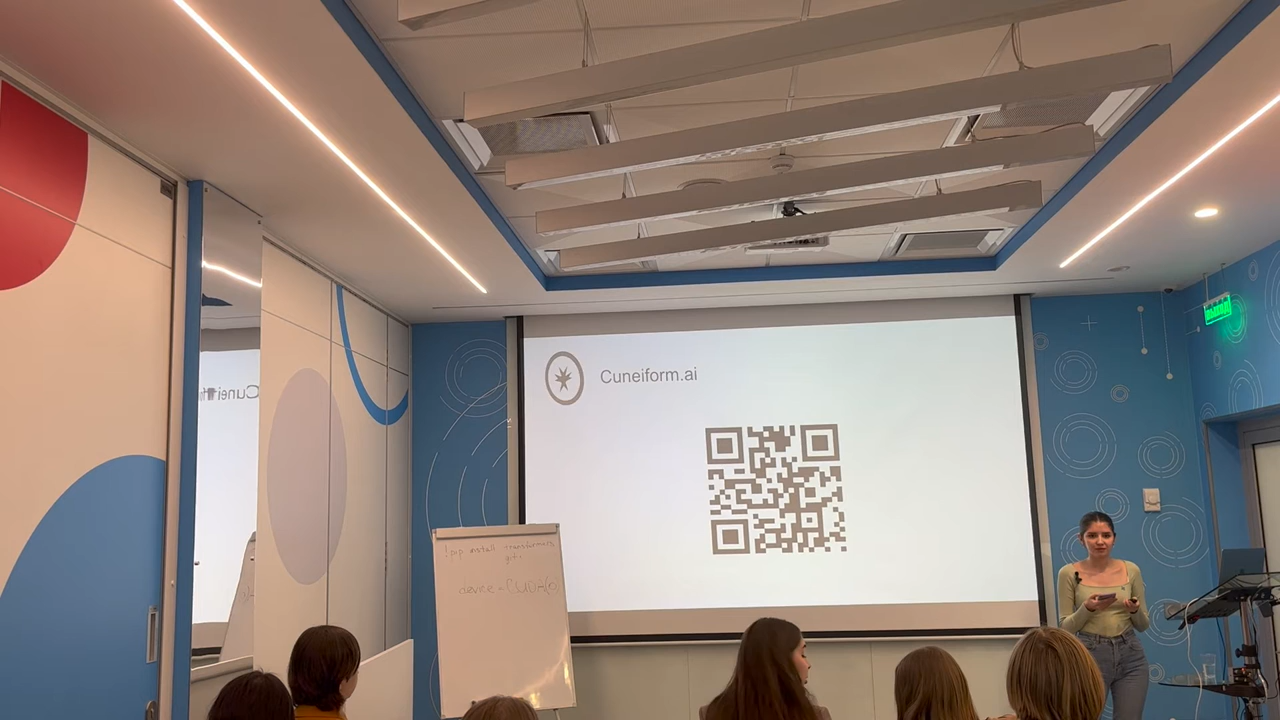 Cuneiform.ai
! pip install transformers
device = CUDA